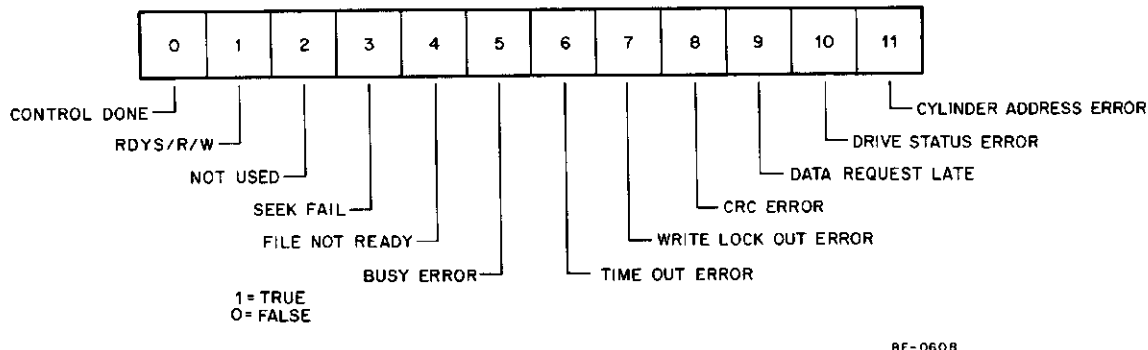 0 1 2 3 4 5 6 7 8 9 10 11
CONTROL DONE
CYLINDER ADDRESS ERROR
RDYS/R/W
DRIVE STATUS ERROR
NOT USED
DATA REQUEST LATE
SEEK FAIL
CRC ERROR
FILE NOT READY
WRITE LOCK OUT ERROR
BUSY ERROR
TIME OUT ERROR
1= TRUE
0= FALSE
8E-0608